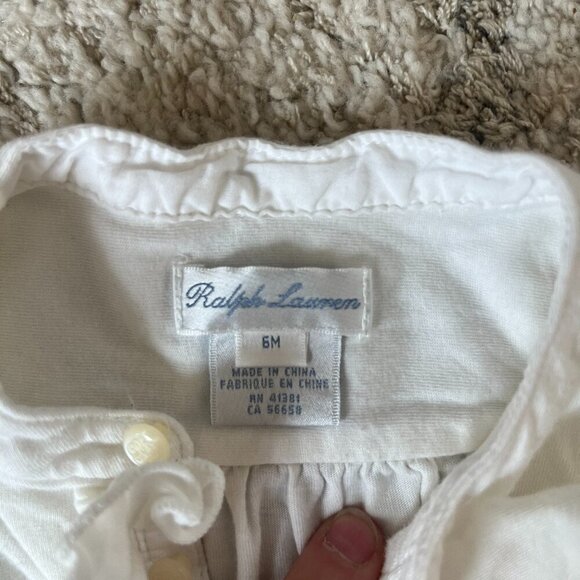 Ralph Lauren
6M
MADE IN CHINA
FABRIQUE EN CHINE
RN 41381
CA 56658